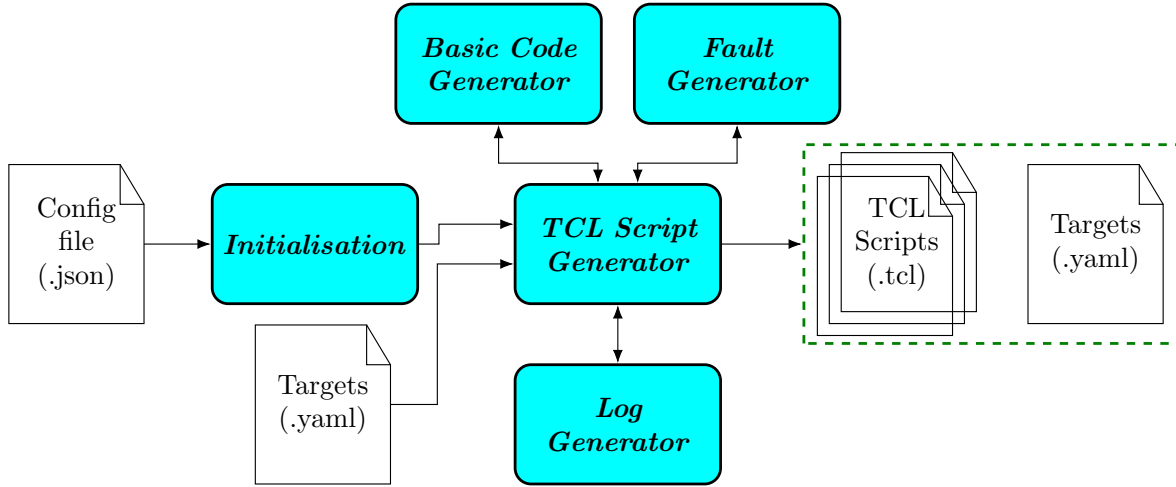 Basic Code
Generator
Fault
Generator
Config
file
(.json)
Initialisation
TCL Script
Generator
TCL
Scripts
(.tcl)
Targets
(.yaml)
Targets
(.yaml)
Log
Generator